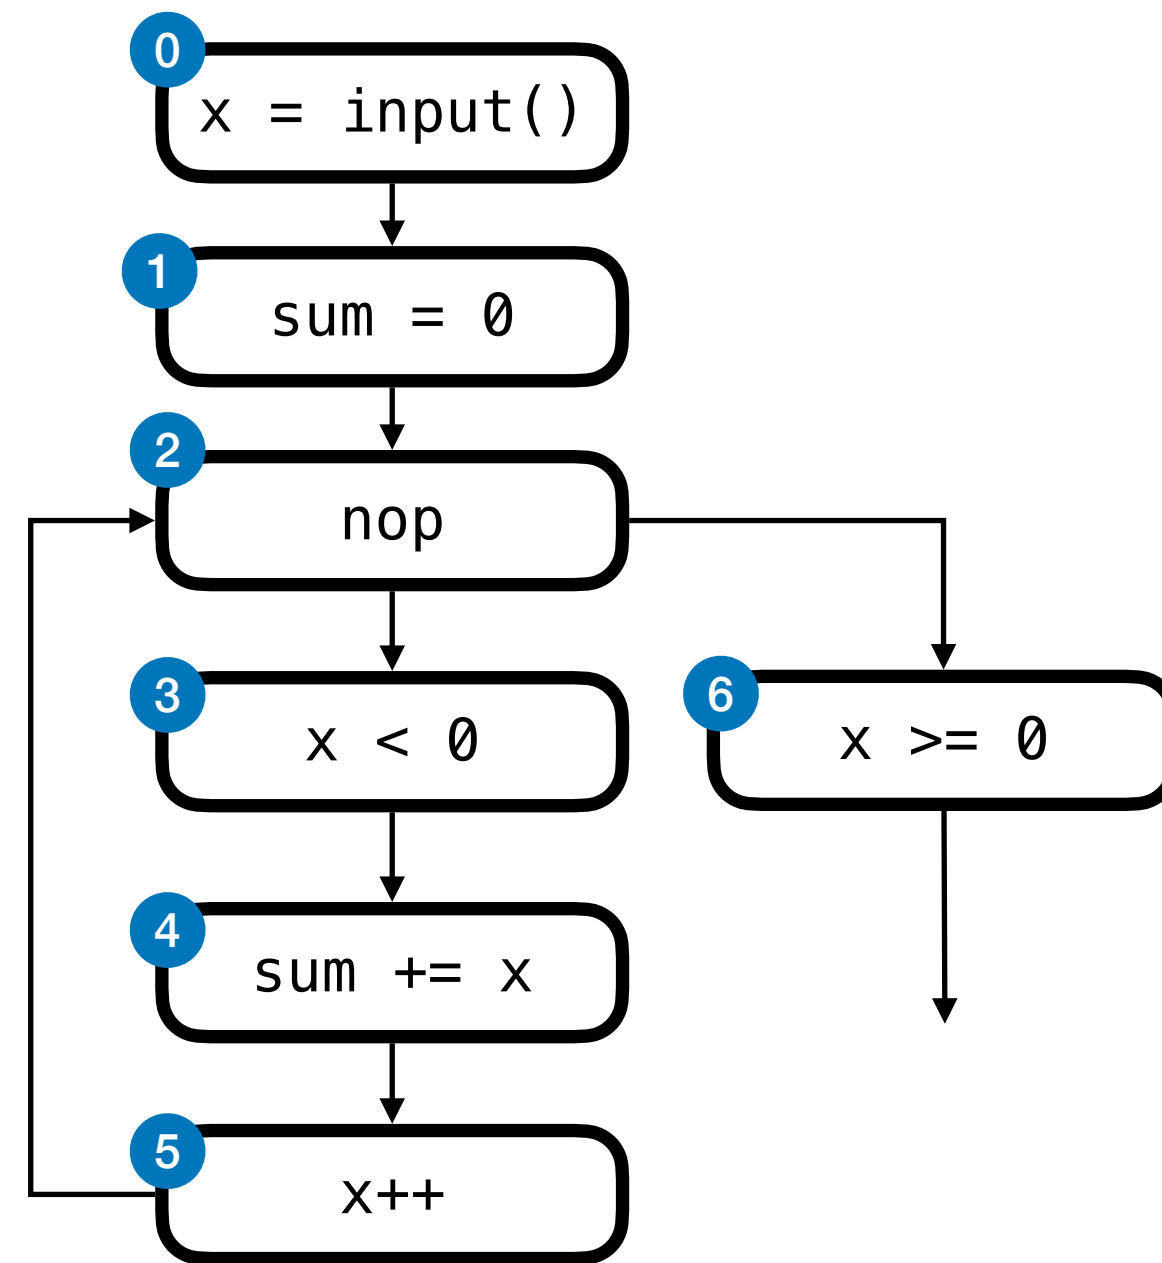 0
x = input()
1
sum = 0
2
nop
3
x < 0
6
x >= 0
4
sum += x
5
x++